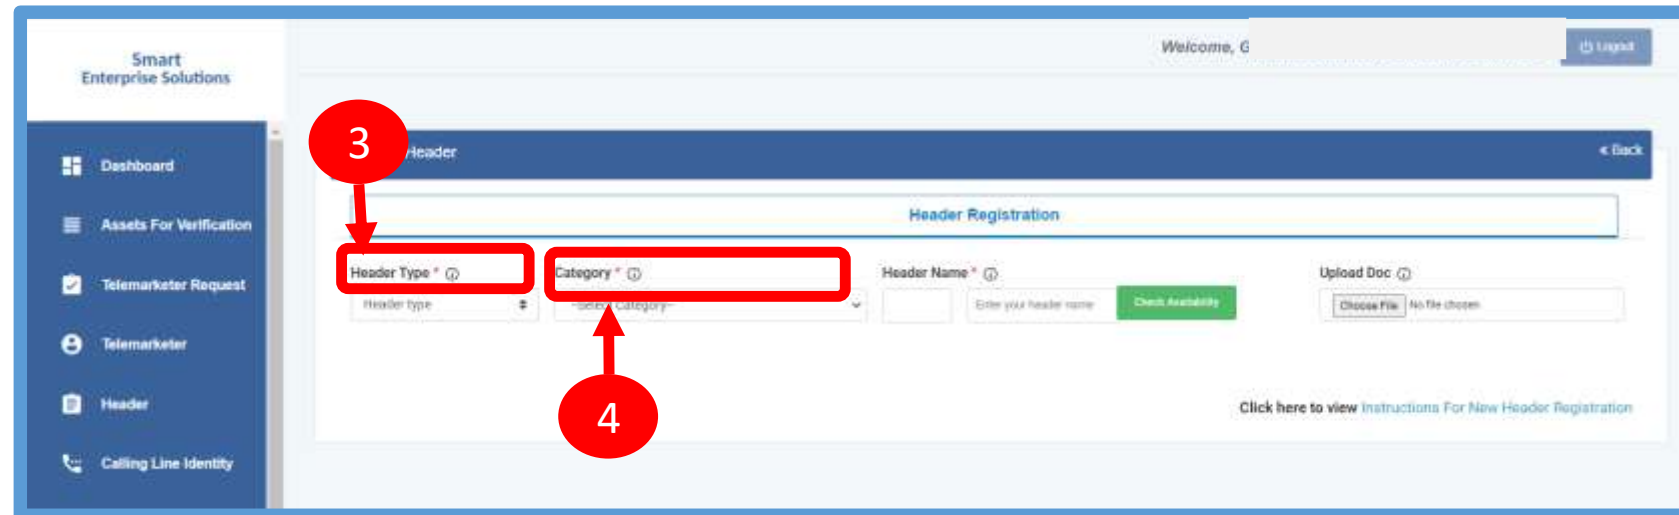 Smart
Enterprise Solutions
Welcome, G
Logout
3
Header
< Back
Dashboard
Header Registration
Assets For Verification
Header Type *
Category *
Header Name *
Upload Doc
Telemarketer Request
Header type
--Select Category--
Enter your header name
Check Availability
Choose File No file chosen
Telemarketer
Header
4
Click here to view Instructions For New Header Registration
Calling Line Identity